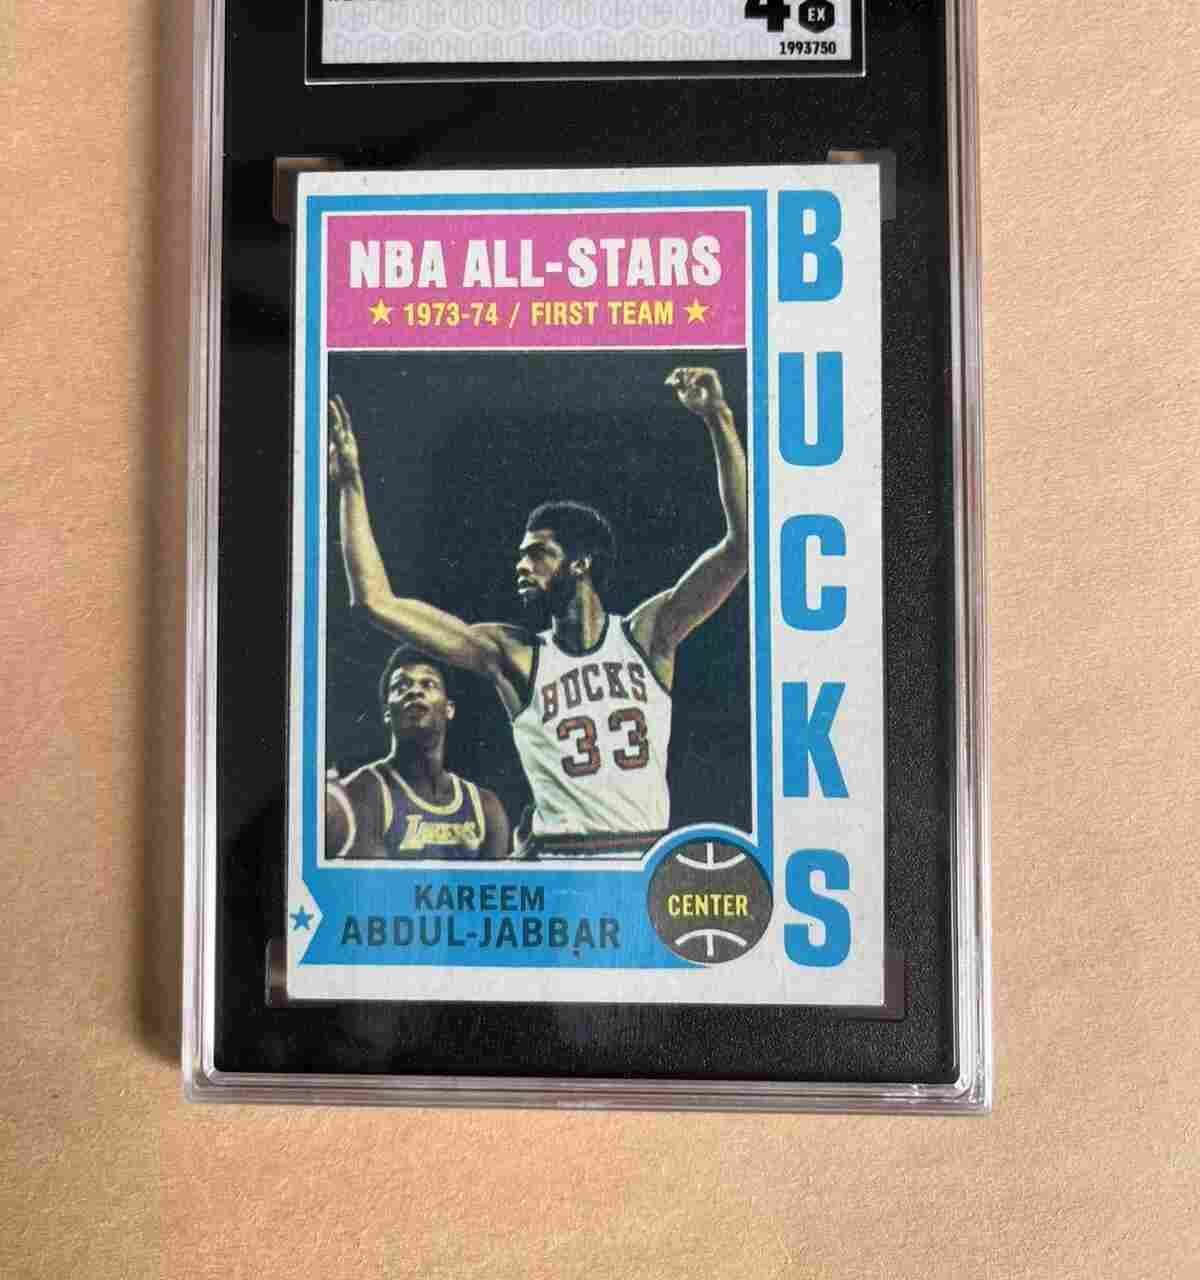 4
EX
1993750
NBA ALL-STARS
1973-74 / FIRST TEAM
BUCKS
BUCKS
33
LAKERS
CENTER
KAREEM
ABDUL-JABBAR